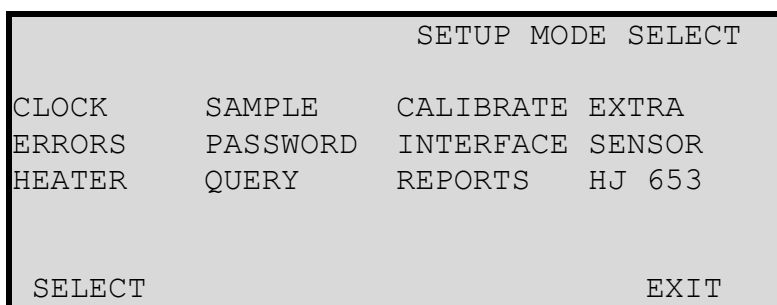 SETUP MODE SELECT
CLOCK SAMPLE CALIBRATE EXTRA
ERRORS PASSWORD INTERFACE SENSOR
HEATER QUERY REPORTS HJ 653
SELECT EXIT